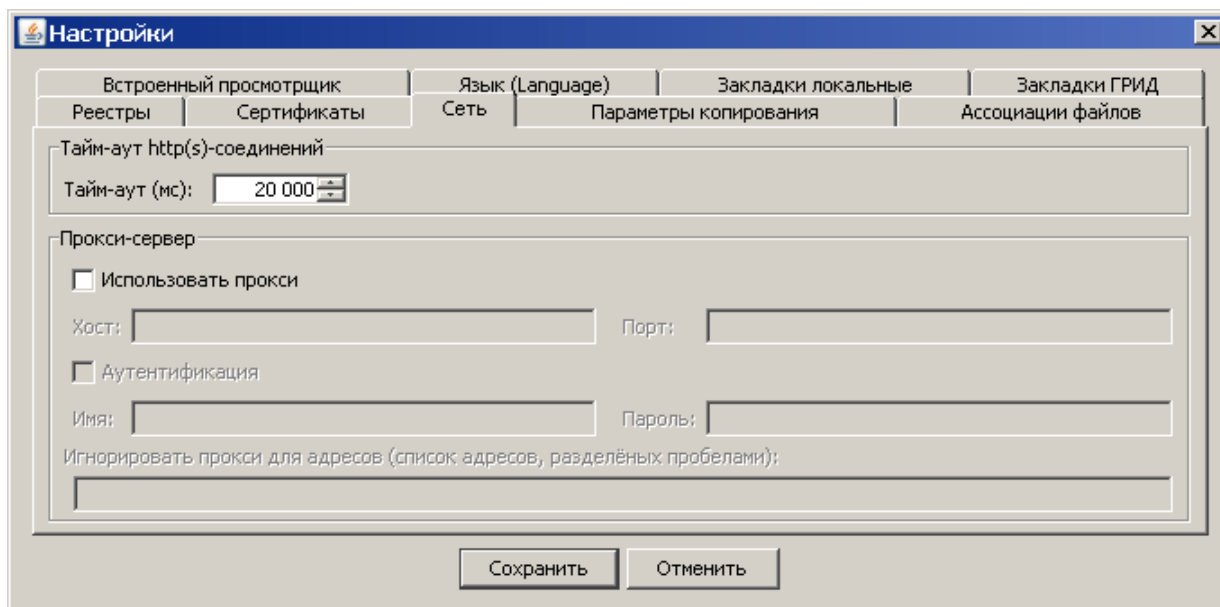 Настройки
Встроенный просмотрщик Язык (Language) Закладки локальные Закладки ГРИД
Реестры Сертификаты Сеть Параметры копирования Ассоциации файлов
Тайм-аут http(s)-соединений
Тайм-аут (мс): 20 000
Прокси-сервер
Использовать прокси
Хост: Порт:
Аутентификация
Имя: Пароль:
Игнорировать прокси для адресов (список адресов, разделёных пробелами):
Сохранить Отменить